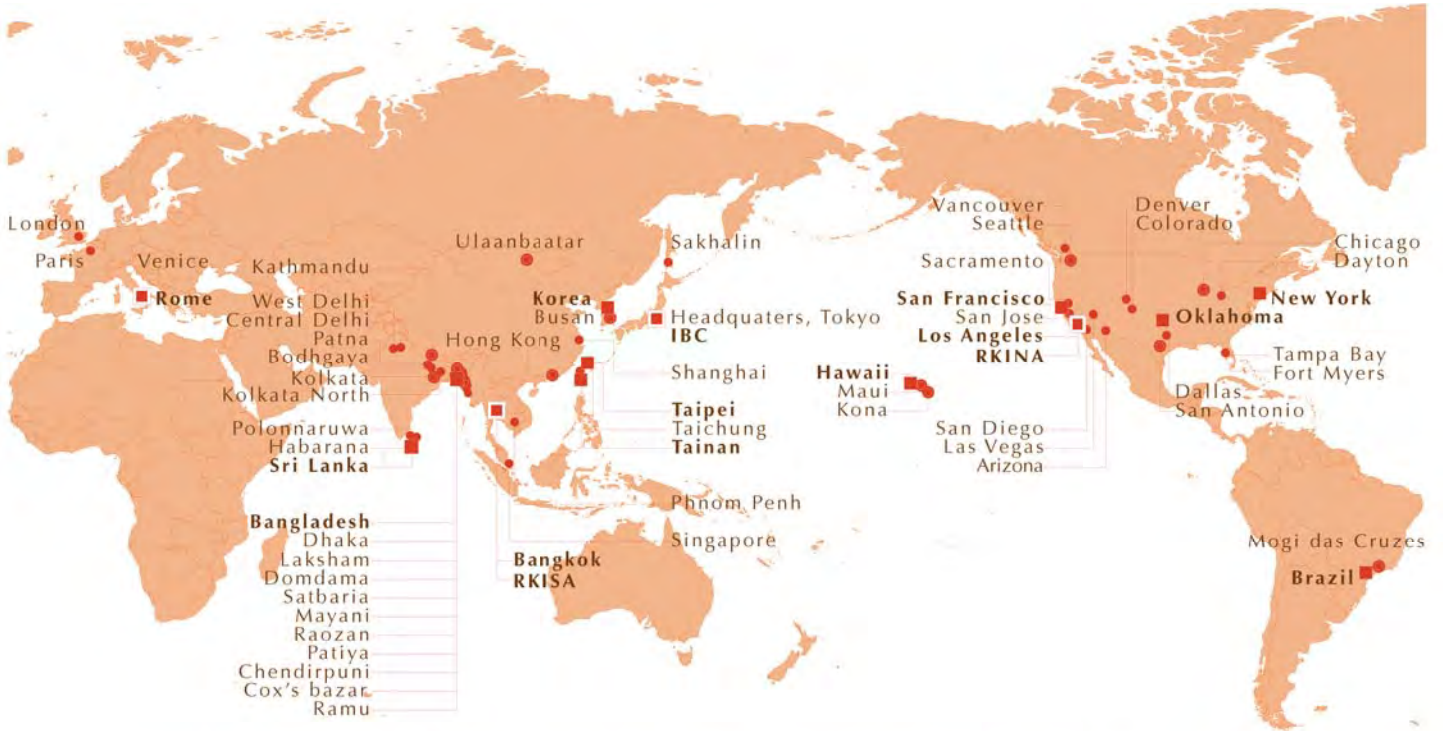 London
Paris
Venice
Rome
Ulaanbaatar
Sakhalin
Kathmandu
West Delhi
Central Delhi
Patna
Bodhgaya
Kolkata
Kolkata North
Hong Kong
Korea
Busan
Headquaters, Tokyo
IBC
Shanghai
Taipei
Taichung
Tainan
Polonnaruwa
Habarana
Sri Lanka
Phnom Penh
Singapore
Bangkok
RKISA
Bangladesh
Dhaka
Laksham
Domdama
Satbaria
Mayani
Raozan
Patiya
Chendirpuni
Cox's bazar
Ramu
Vancouver
Seattle
Denver
Colorado
Chicago
Dayton
Sacramento
San Francisco
San Jose
Los Angeles
RKINA
New York
Oklahoma
Tampa Bay
Fort Myers
Hawaii
Maui
Kona
Dallas
San Antonio
San Diego
Las Vegas
Arizona
Mogi das Cruzes
Brazil